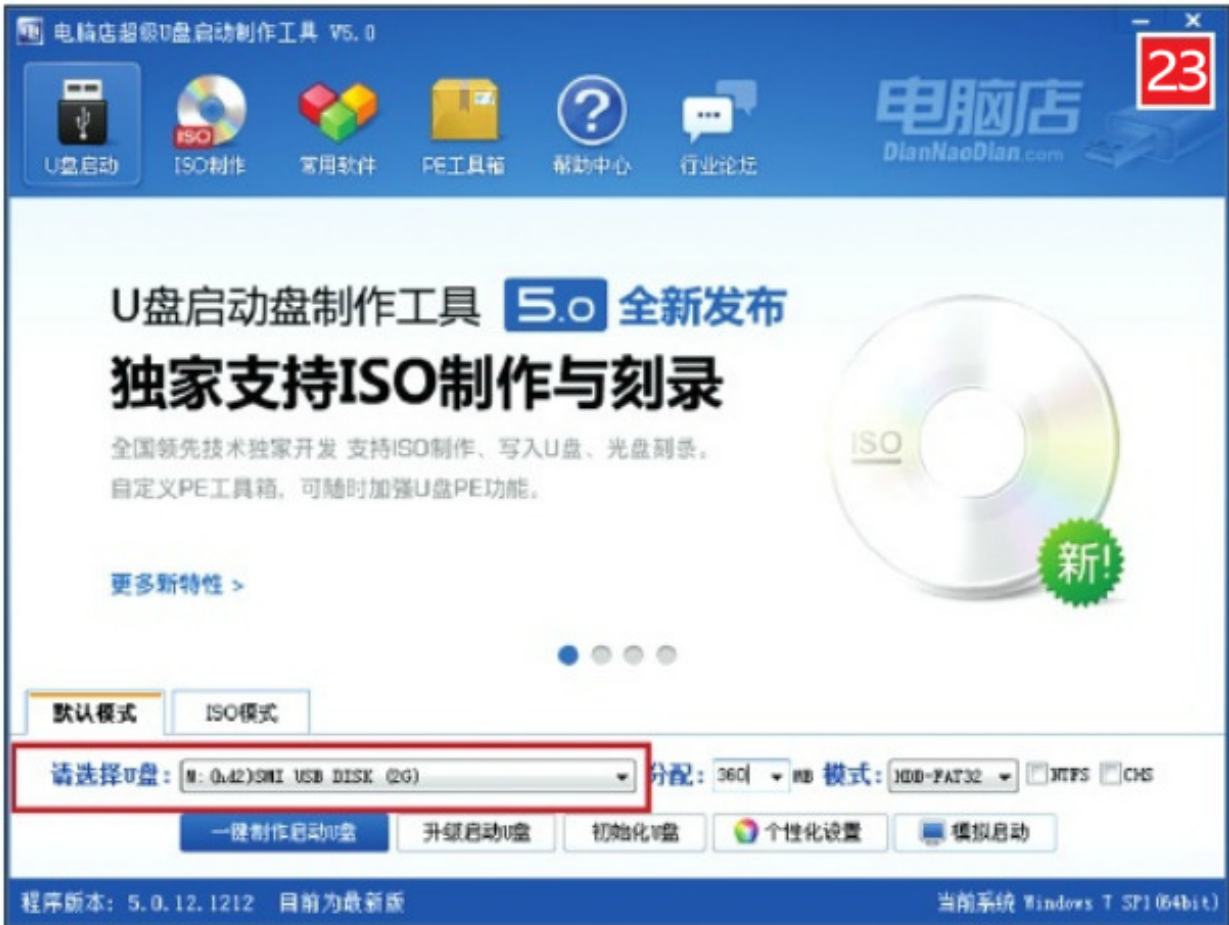 电脑店超级U盘启动制作工具 V5.0
23
U盘启动
ISO
ISO制作
常用软件
PE工具箱
帮助中心
行业论坛
电脑店
DianNaoDian.com
U盘启动盘制作工具 5.0 全新发布
独家支持ISO制作与刻录
全国领先技术独家开发 支持ISO制作、写入U盘、光盘刻录。
自定义PE工具箱，可随时加强U盘PE功能。
更多新特性 >
ISO
新!
默认模式 ISO模式
请选择U盘: M:(hd2)SMI USB DISK (2G) 分配: 360 MB 模式: HDD-FAT32 NTFS CHS
一键制作启动U盘 升级启动U盘 初始化U盘 个性化设置 模拟启动
程序版本: 5.0.12.1212 目前为最新版 当前系统 Windows 7 SP1(64bit)